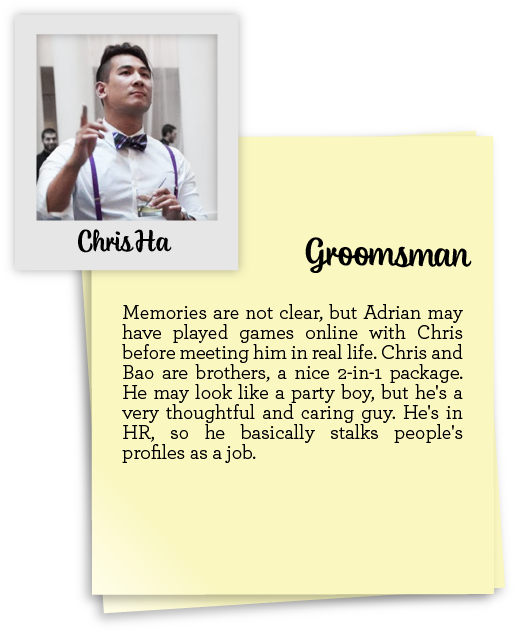 Chris Ha
Groomsman
Memories are not clear, but Adrian may
have played games online with Chris
before meeting him in real life. Chris and
Bao are brothers, a nice 2-in-1 package.
He may look like a party boy, but he's a
very thoughtful and caring guy. He's in
HR, so he basically stalks people's
profiles as a job.